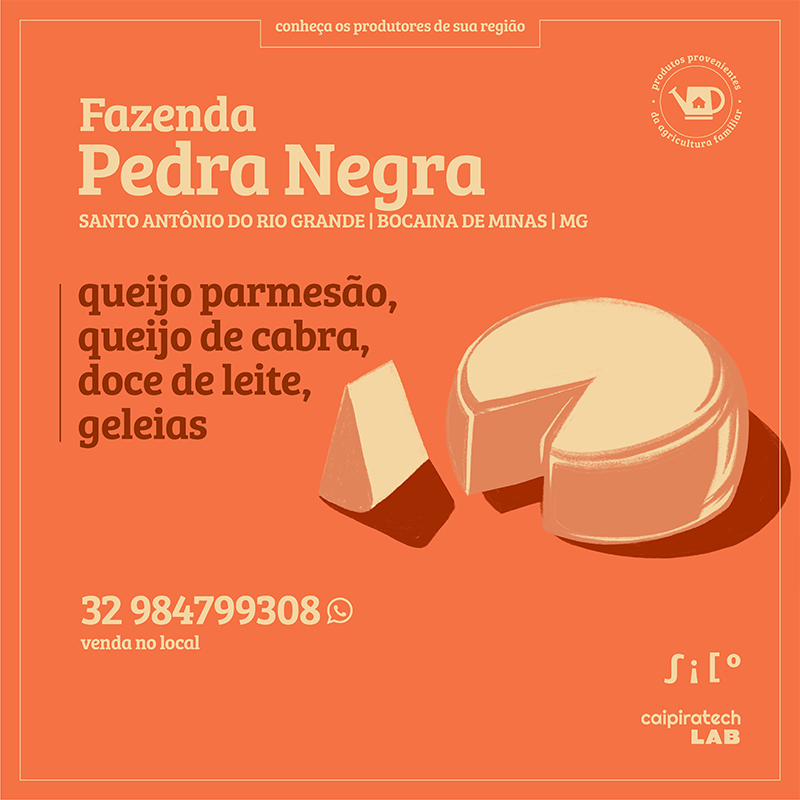 conheça os produtores de sua região
produtos provenientes
da agricultura familiar
Fazenda
Pedra Negra
SANTO ANTÔNIO DO RIO GRANDE | BOCAINA DE MINAS | MG
queijo parmesão,
queijo de cabra,
doce de leite,
geleias
32 984799308
venda no local
caipiratech
LAB